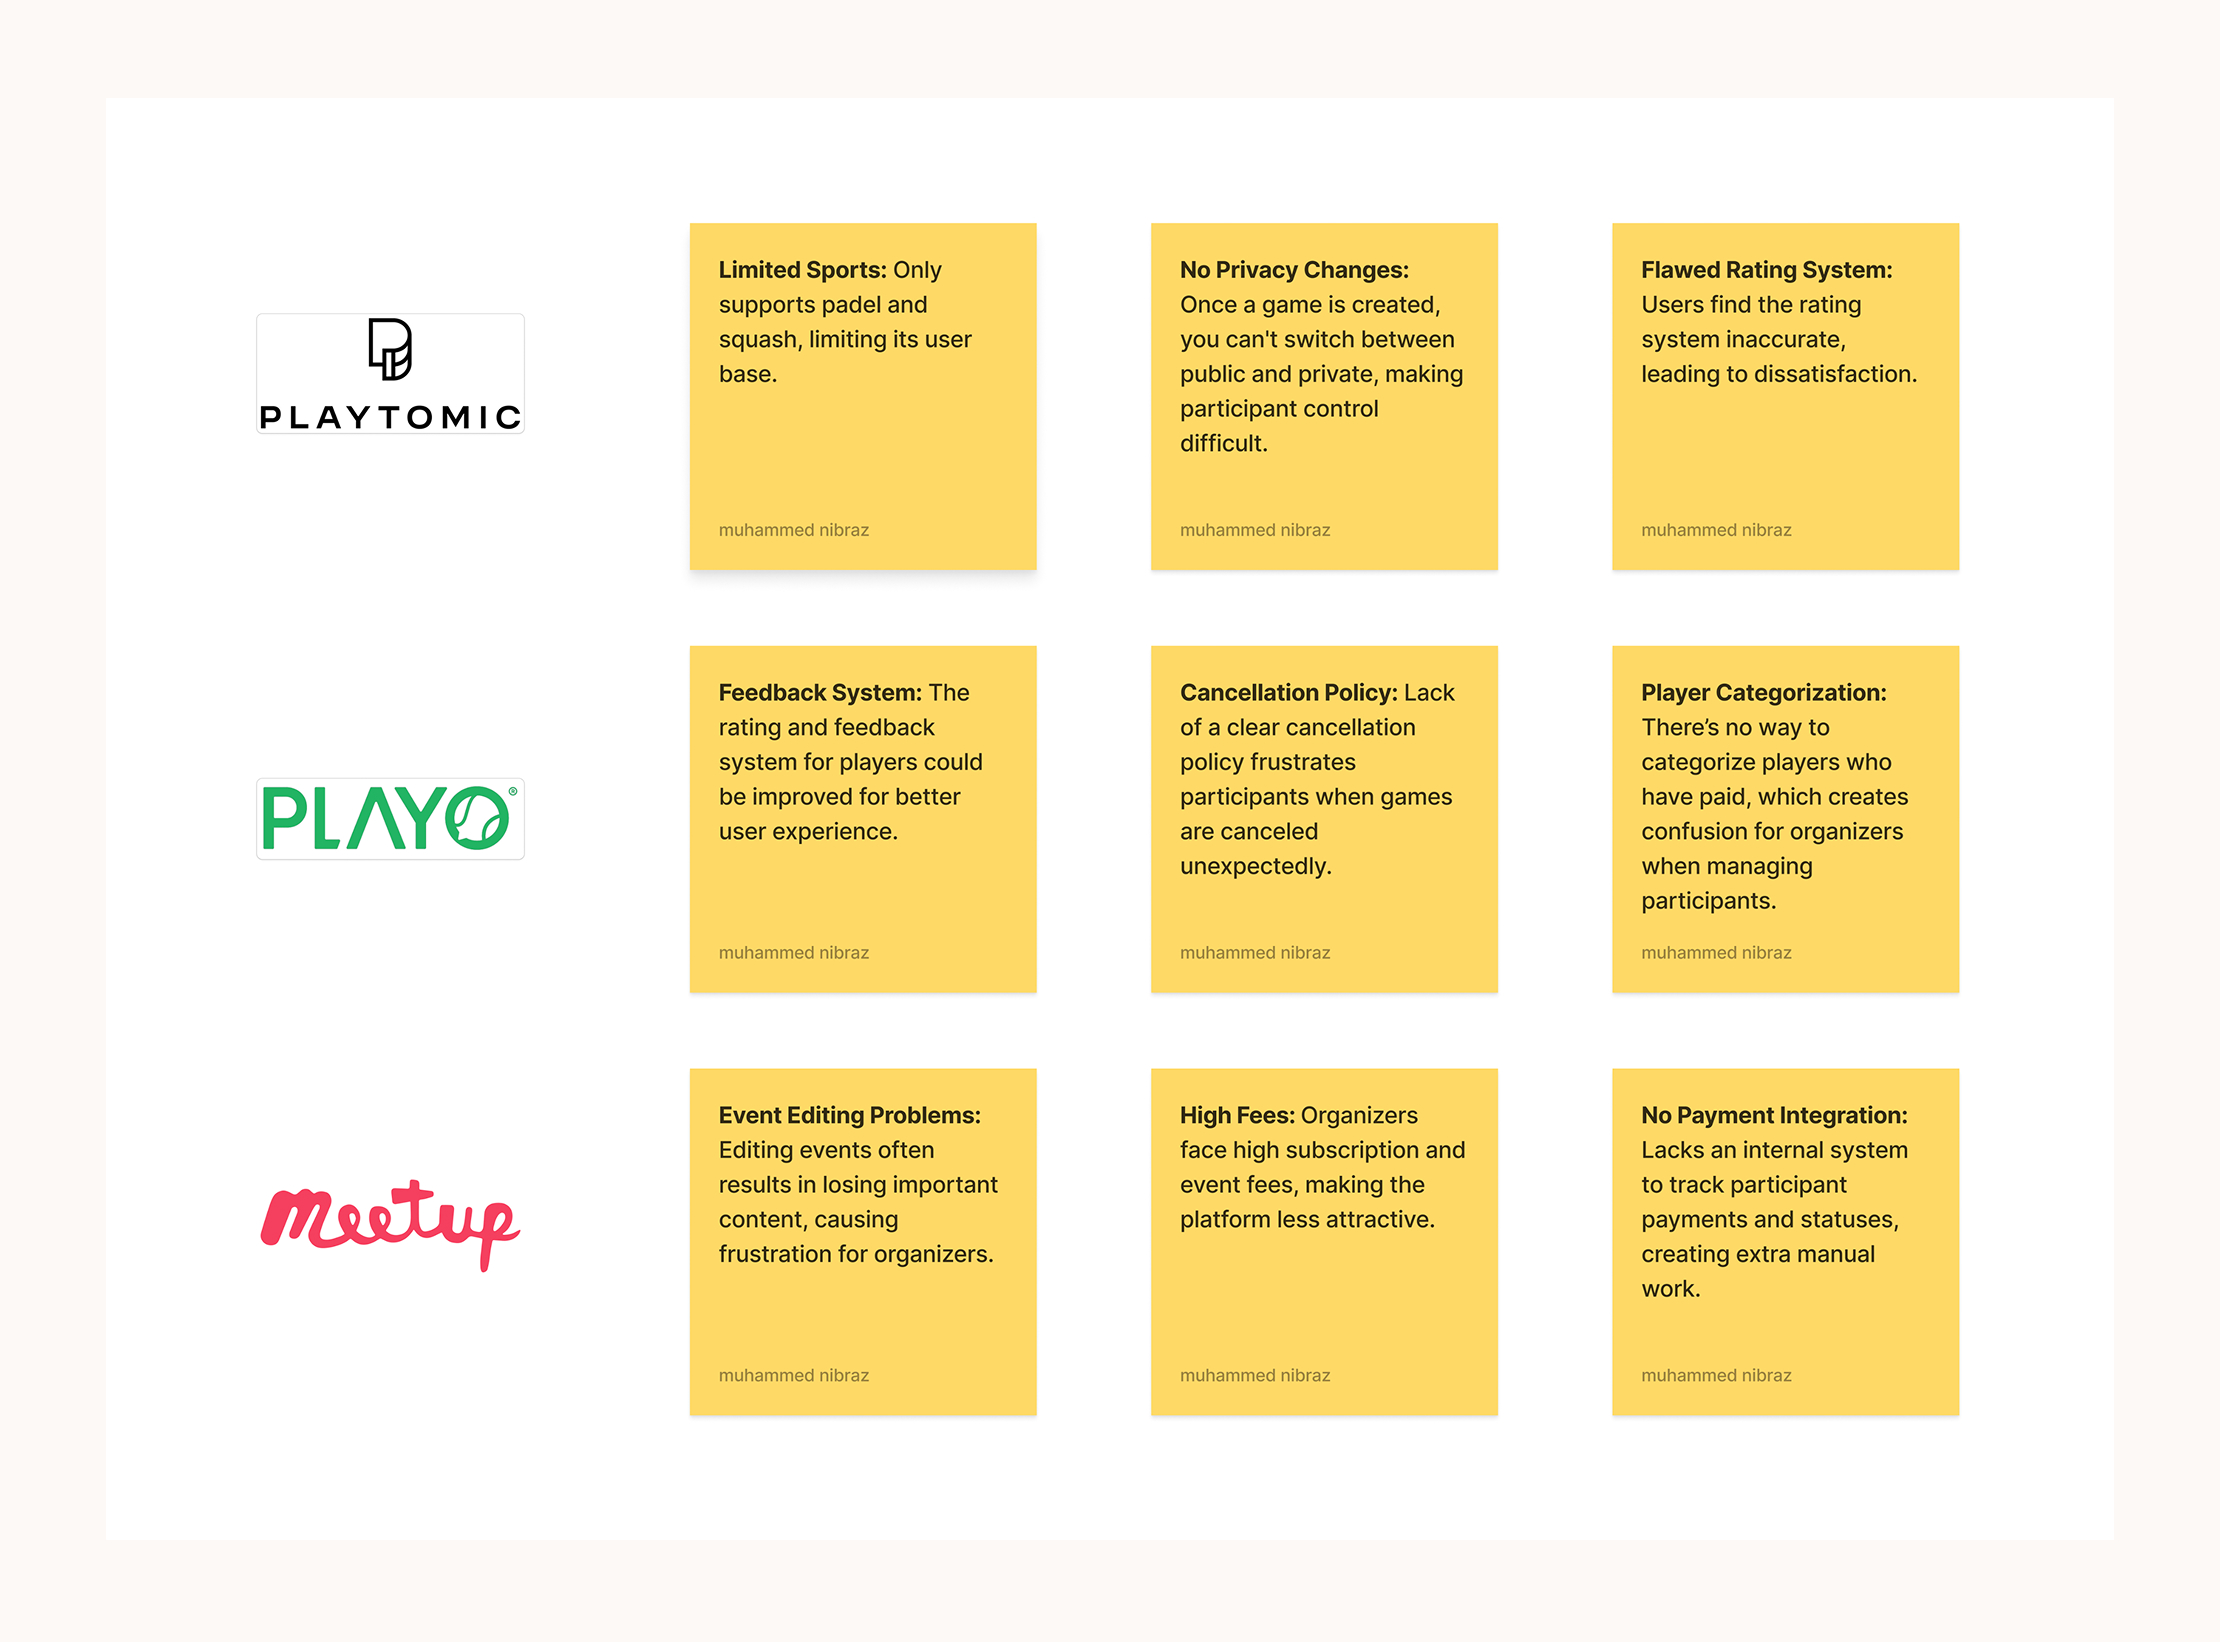 PLAYTOMIC
Limited Sports: Only
supports padel and
squash, limiting its user
base.
muhammed nibraz
No Privacy Changes:
Once a game is created,
you can't switch between
public and private, making
participant control
difficult.
muhammed nibraz
Flawed Rating System:
Users find the rating
system inaccurate,
leading to dissatisfaction.
muhammed nibraz
PLAYO®
Feedback System: The
rating and feedback
system for players could
be improved for better
user experience.
muhammed nibraz
Cancellation Policy: Lack
of a clear cancellation
policy frustrates
participants when games
are canceled
unexpectedly.
muhammed nibraz
Player Categorization:
There’s no way to
categorize players who
have paid, which creates
confusion for organizers
when managing
participants.
muhammed nibraz
meetup
Event Editing Problems:
Editing events often
results in losing important
content, causing
frustration for organizers.
muhammed nibraz
High Fees: Organizers
face high subscription and
event fees, making the
platform less attractive.
muhammed nibraz
No Payment Integration:
Lacks an internal system
to track participant
payments and statuses,
creating extra manual
work.
muhammed nibraz